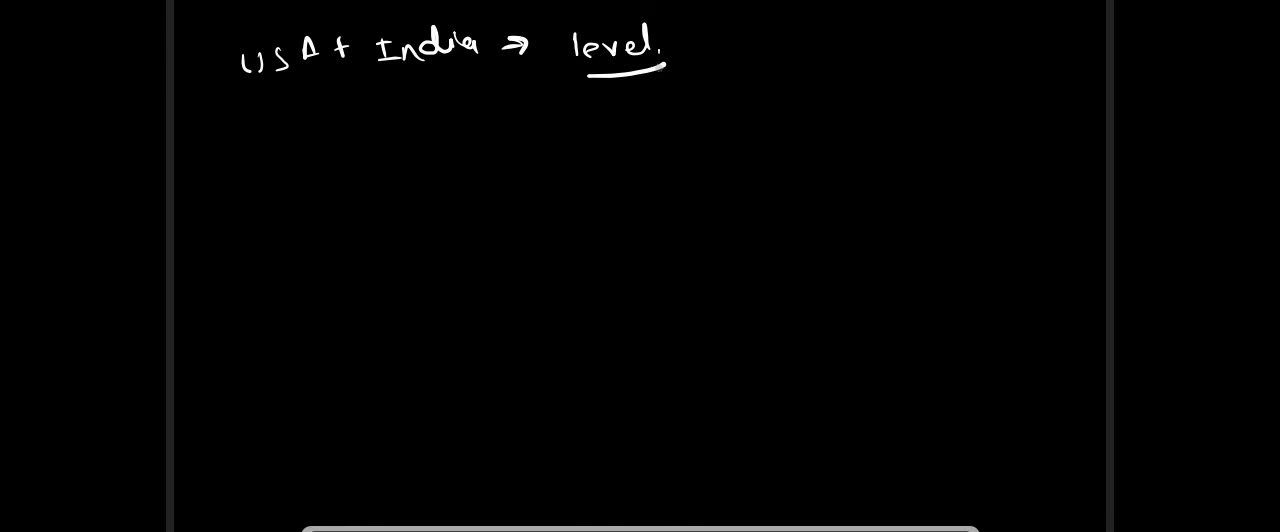 USA + India → level.